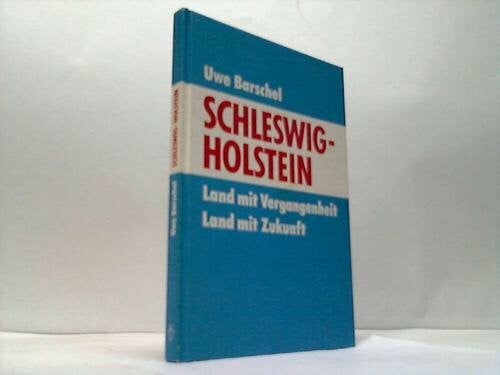 Uwe Barschel
SCHLESWIG-
HOLSTEIN
Land mit Vergangenheit
Land mit Zukunft
Uwe Barschel SCHLESWIG-HOLSTEIN